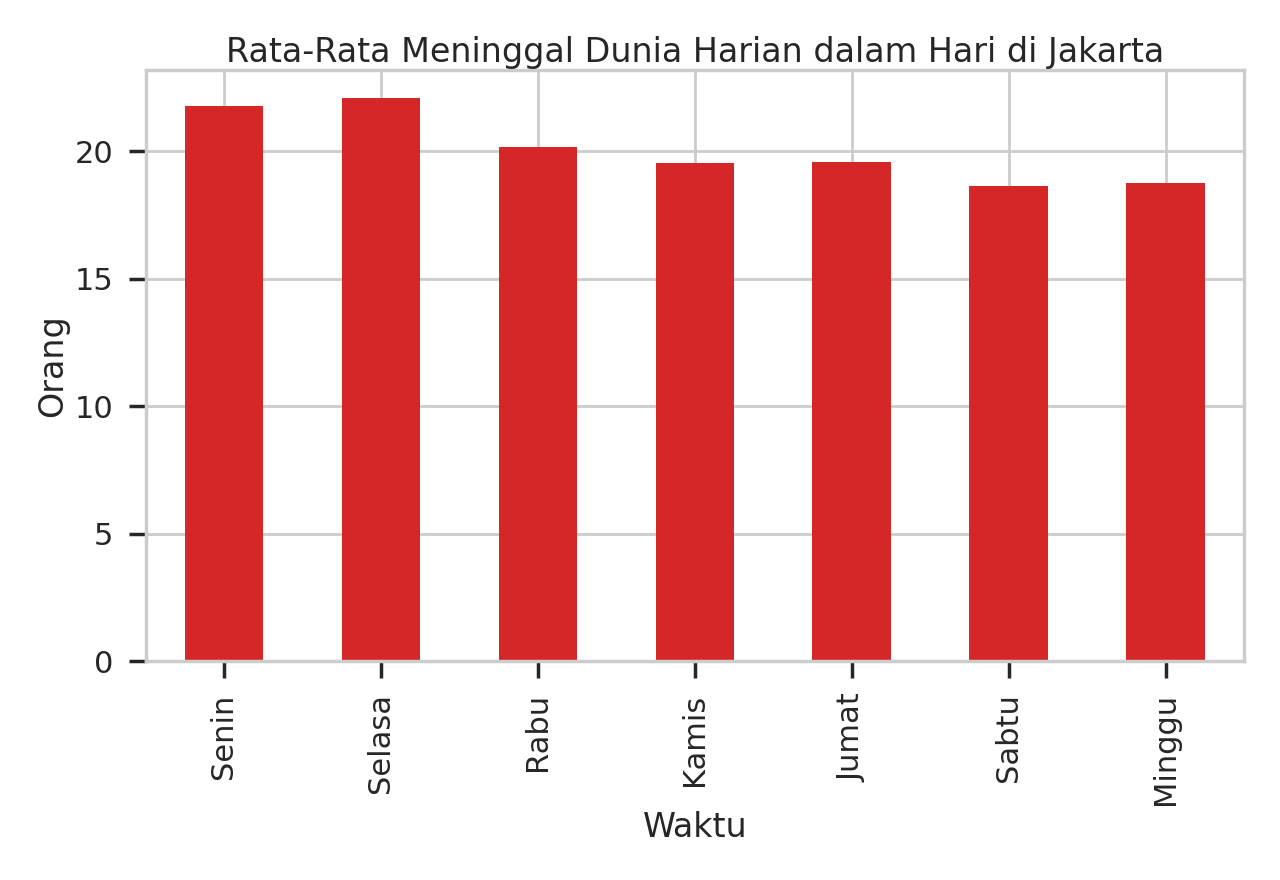 Rata-Rata Meninggal Dunia Harian dalam Hari di Jakarta
Orang
20
15
10
5
0
Senin
Selasa
Rabu
Kamis
Jumat
Sabtu
Minggu
Waktu